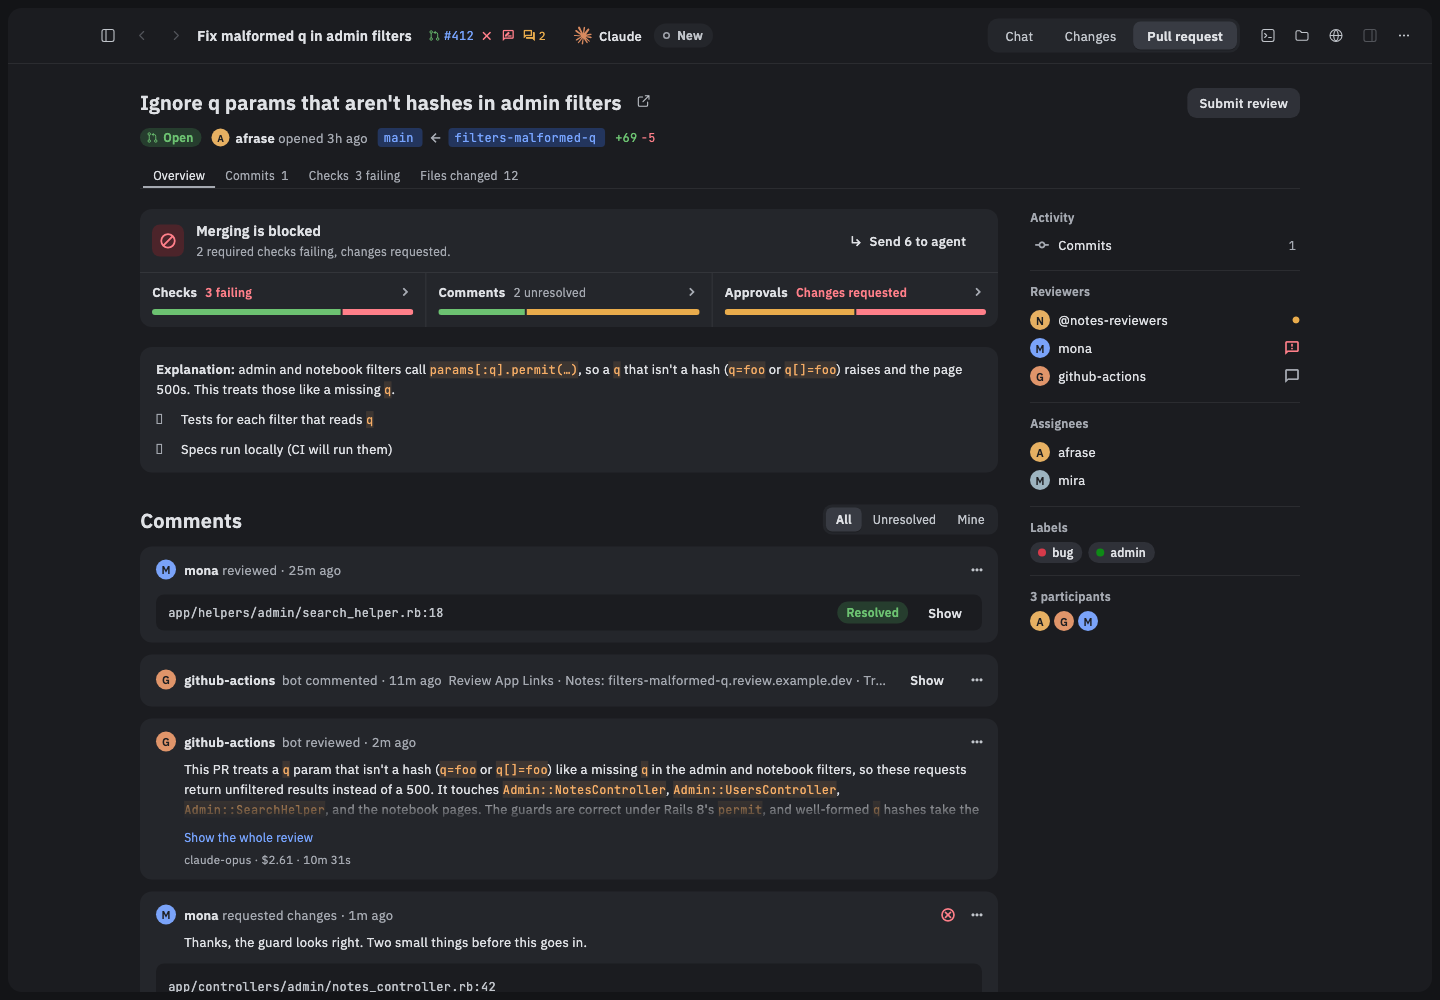 Fix malformed q in admin filters #412 2 Claude New Chat Changes Pull request
Ignore q params that aren't hashes in admin filters
Submit review
Open A afrase opened 3h ago main ← filters-malformed-q +69 -5
Overview Commits 1 Checks 3 failing Files changed 12
Merging is blocked
2 required checks failing, changes requested.
Send 6 to agent
Checks 3 failing
Comments 2 unresolved
Approvals Changes requested
Explanation: admin and notebook filters call params[:q].permit(…), so a q that isn't a hash (q=foo or q[]=foo) raises and the page
500s. This treats those like a missing q.
Tests for each filter that reads q
Specs run locally (CI will run them)
Comments
All Unresolved Mine
M mona reviewed · 25m ago
app/helpers/admin/search_helper.rb:18 Resolved Show
G github-actions bot commented · 11m ago Review App Links · Notes: filters-malformed-q.review.example.dev · Tr... Show
G github-actions bot reviewed · 2m ago
This PR treats a q param that isn't a hash (q=foo or q[]=foo) like a missing q in the admin and notebook filters, so these requests
return unfiltered results instead of a 500. It touches Admin::NotesController, Admin::UsersController,
Admin::SearchHelper, and the notebook pages. The guards are correct under Rails 8's permit, and well-formed q hashes take the
Show the whole review
claude-opus · $2.61 · 10m 31s
M mona requested changes · 1m ago
Thanks, the guard looks right. Two small things before this goes in.
app/controllers/admin/notes_controller.rb:42
Activity
Commits 1
Reviewers
N @notes-reviewers
M mona
G github-actions
Assignees
A afrase
M mira
Labels
bug admin
3 participants
A G M